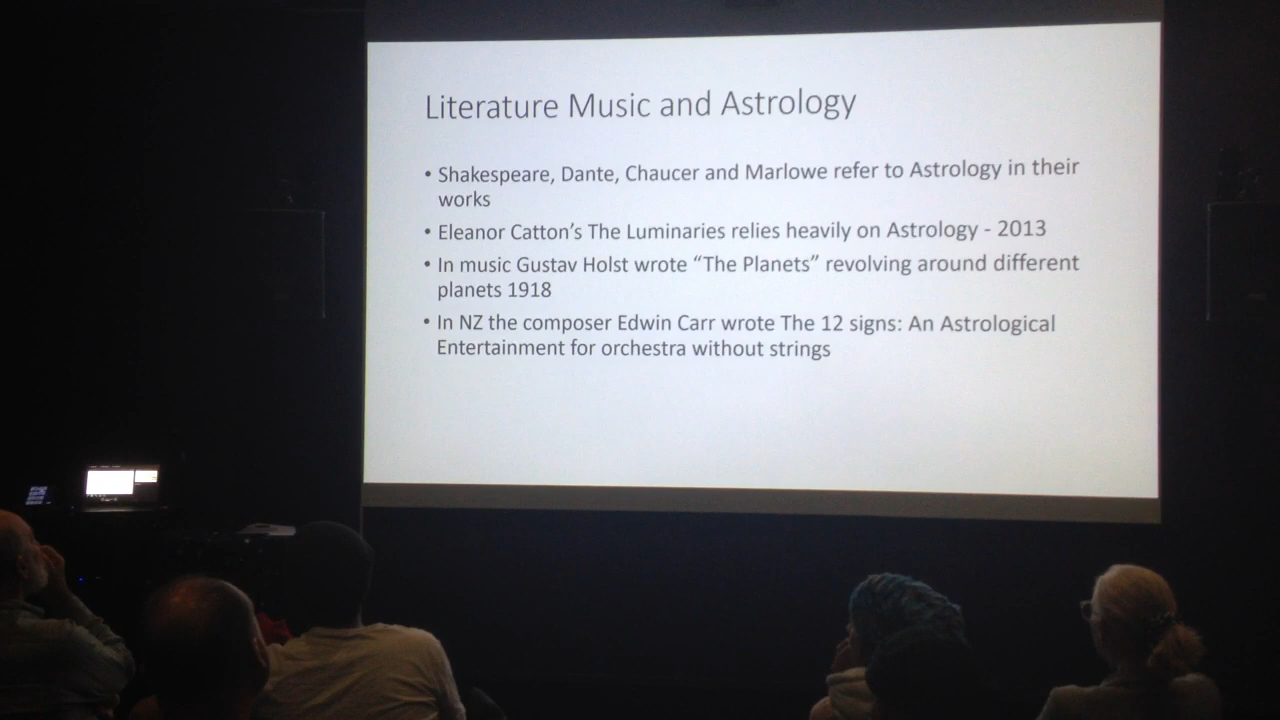 Literature Music and Astrology
• Shakespeare, Dante, Chaucer and Marlowe refer to Astrology in their
works
• Eleanor Catton’s The Luminaries relies heavily on Astrology - 2013
• In music Gustav Holst wrote “The Planets” revolving around different
planets 1918
• In NZ the composer Edwin Carr wrote The 12 signs: An Astrological
Entertainment for orchestra without strings